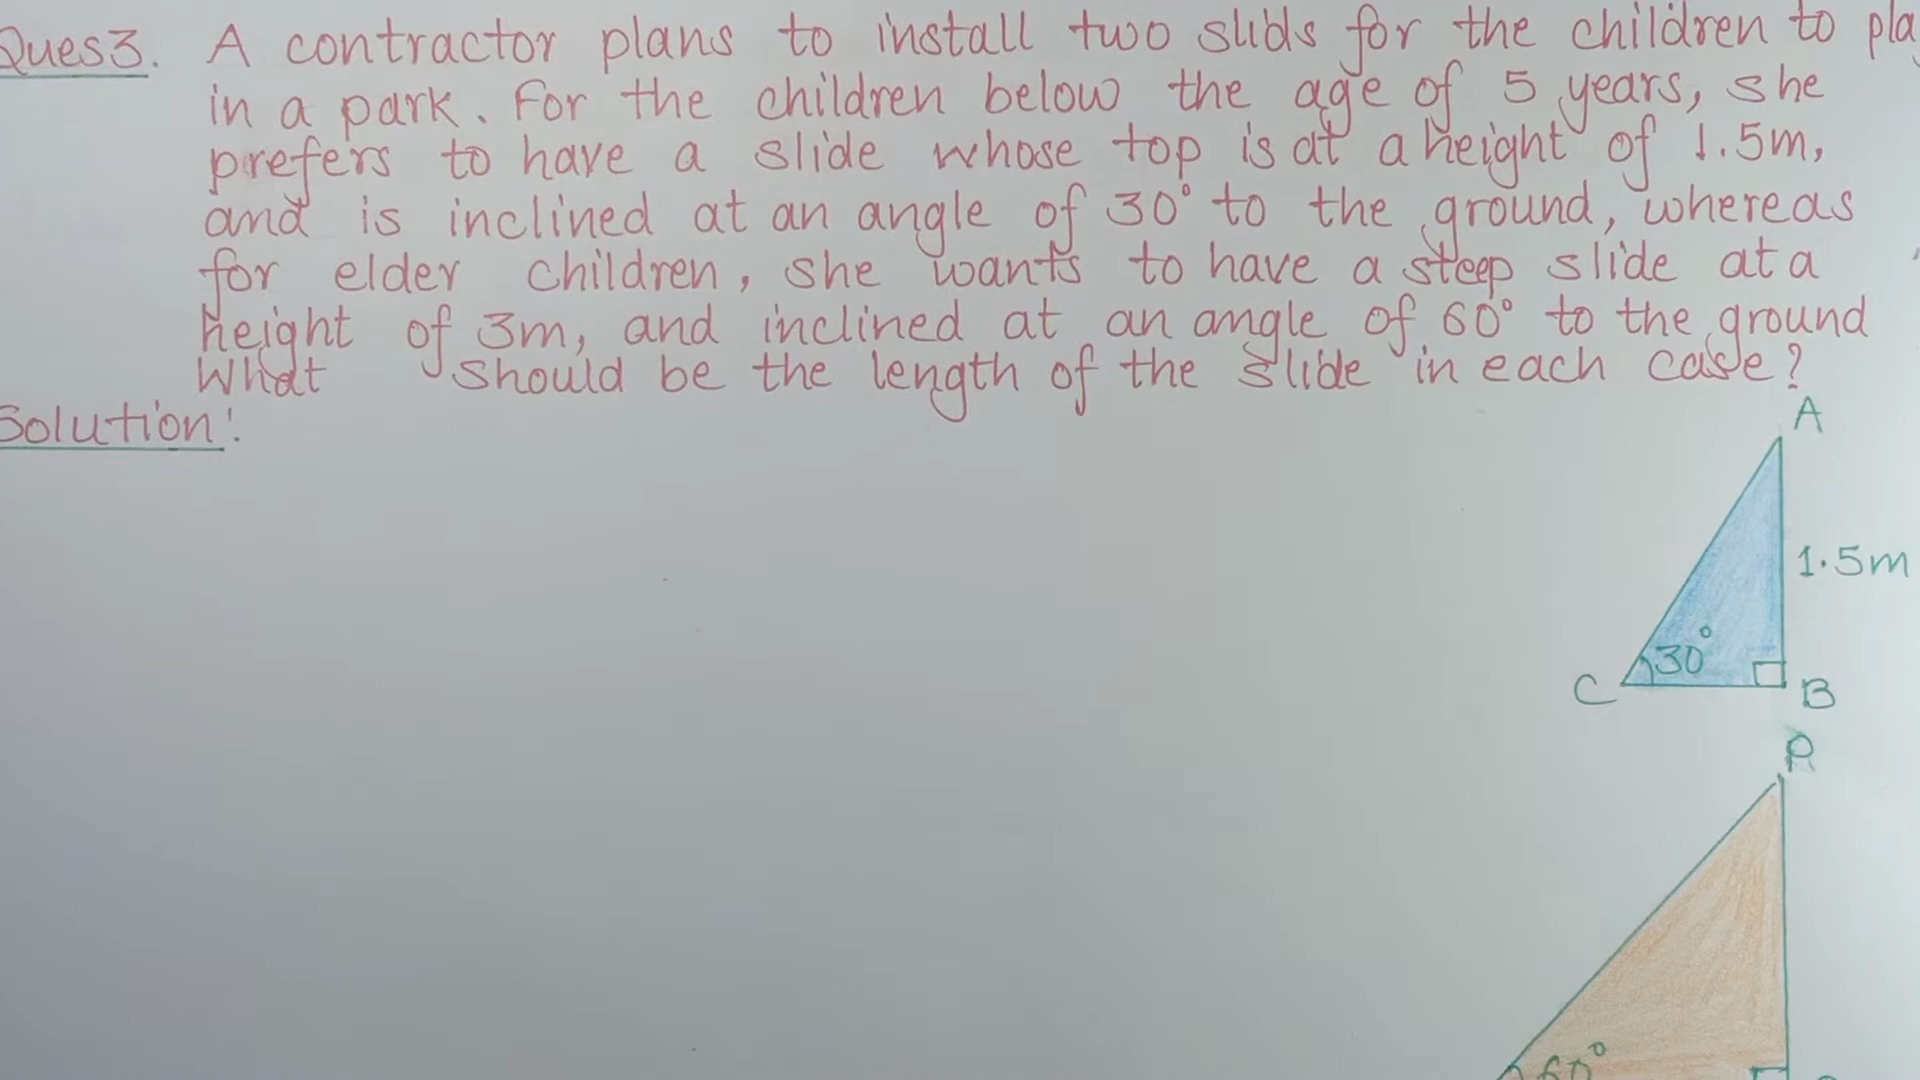 Ques3. A contractor plans to install two slids for the children to play
in a park. For the children below the age of 5 years, she
prefers to have a slide whose top is at a height of 1.5m,
and is inclined at an angle of 30° to the ground, whereas
for elder children, she wants to have a steep slide at a
height of 3m, and inclined at an angle of 60° to the ground
What should be the length of the slide in each case?
Solution:
A
1.5m
30°
C B
P
60°